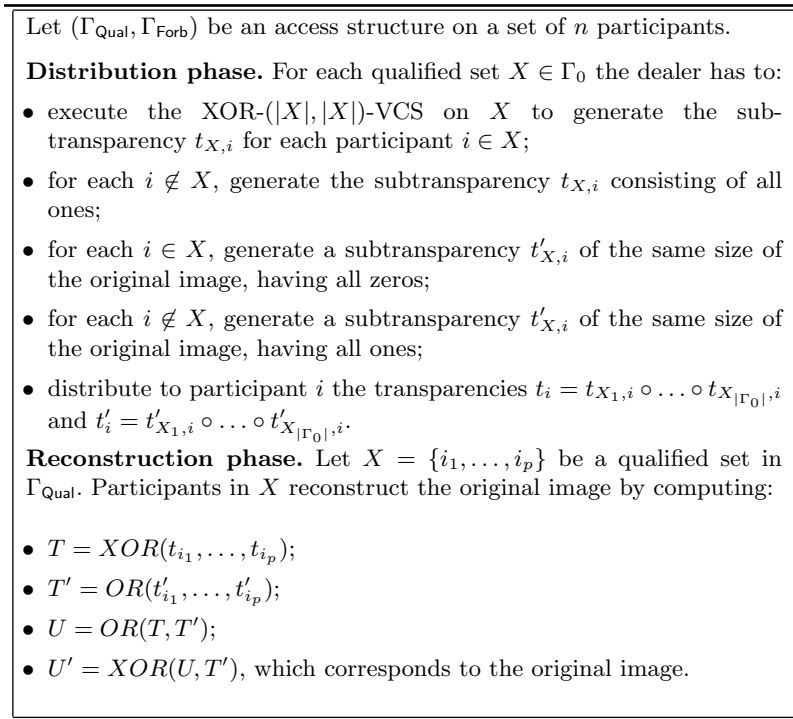 Let (Γ_Qual, Γ_Forb) be an access structure on a set of n participants.
Distribution phase. For each qualified set X ∈ Γ_0 the dealer has to:
• execute the XOR-(|X|, |X|)-VCS on X to generate the sub-
transparency t_{X,i} for each participant i ∈ X;
• for each i ∉ X, generate the subtransparency t_{X,i} consisting of all
ones;
• for each i ∈ X, generate a subtransparency t'_{X,i} of the same size of
the original image, having all zeros;
• for each i ∉ X, generate a subtransparency t'_{X,i} of the same size of
the original image, having all ones;
• distribute to participant i the transparencies t_i = t_{X_1,i} ∘ … ∘ t_{X_{|Γ_0|},i}
and t'_i = t'_{X_1,i} ∘ … ∘ t'_{X_{|Γ_0|},i}.
Reconstruction phase. Let X = {i_1, …, i_p} be a qualified set in
Γ_Qual. Participants in X reconstruct the original image by computing:
• T = XOR(t_{i_1}, …, t_{i_p});
• T' = OR(t'_{i_1}, …, t'_{i_p});
• U = OR(T, T');
• U' = XOR(U, T'), which corresponds to the original image.